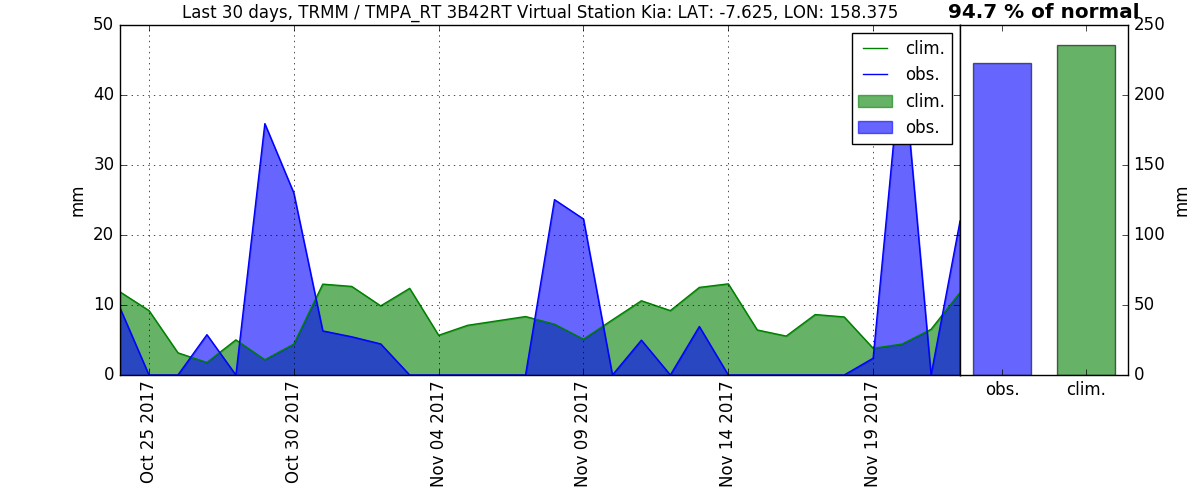 Last 30 days, TRMM / TMPA_RT 3B42RT Virtual Station Kia: LAT: -7.625, LON: 158.375
94.7 % of normal
50
40
30
20
10
0
mm
clim.
obs.
clim.
obs.
250
200
150
100
50
0
mm
obs.
clim.
Oct 25 2017
Oct 30 2017
Nov 04 2017
Nov 09 2017
Nov 14 2017
Nov 19 2017